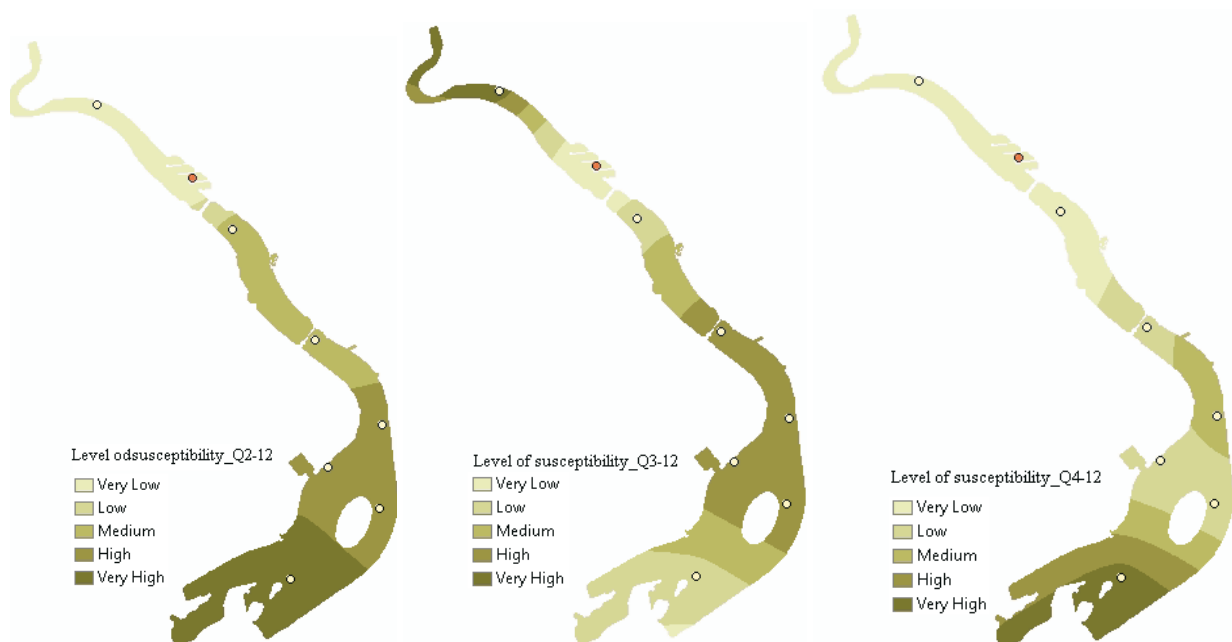 Level odsusceptibility_Q2-12
Very Low
Low
Medium
High
Very High
Level of susceptibility_Q3-12
Very Low
Low
Medium
High
Very High
Level of susceptibility_Q4-12
Very Low
Low
Medium
High
Very High